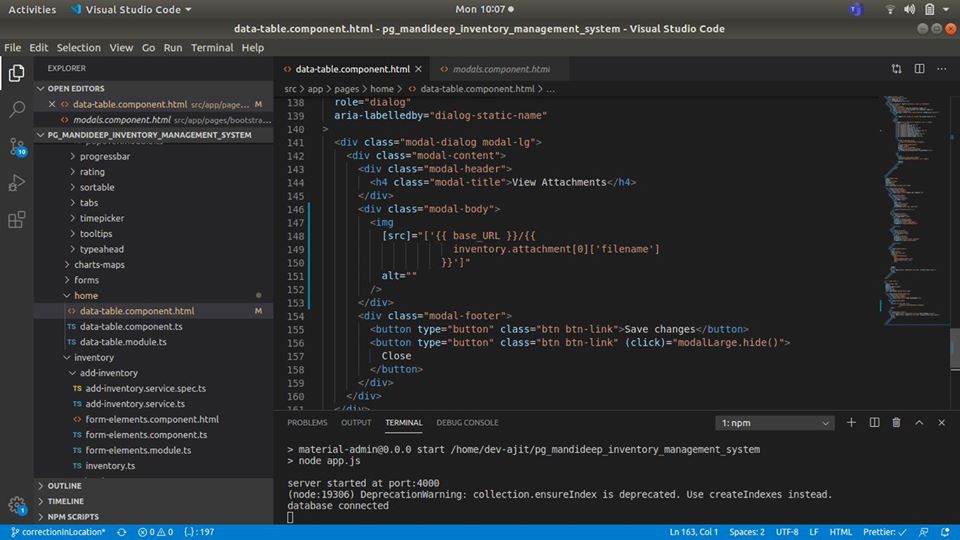 Activities
Visual Studio Code
Mon 10:07
data-table.component.html - pg_mandideep_inventory_management_system - Visual Studio Code
File Edit Selection View Go Run Terminal Help
EXPLORER
OPEN EDITORS
data-table.component.html src/app/page... M
modals.component.html src/app/pages/bootstra...
PG_MANDIDEEP_INVENTORY_MANAGEMENT_SYSTEM
progressbar
rating
sortable
tabs
timepicker
tooltips
typeahead
charts-maps
forms
home
data-table.component.html M
TS data-table.component.ts
TS data-table.module.ts
inventory
add-inventory
TS add-inventory.service.spec.ts
TS add-inventory.service.ts
form-elements.component.html
TS form-elements.component.ts
TS form-elements.module.ts
TS inventory.ts
OUTLINE
TIMELINE
NPM SCRIPTS
10
1
data-table.component.html
modals.component.html
src > app > pages > home > data-table.component.html > ...
138 role="dialog"
139 aria-labelledby="dialog-static-name"
140 >
141 <div class="modal-dialog modal-lg">
142 <div class="modal-content">
143 <div class="modal-header">
144 <h4 class="modal-title">View Attachments</h4>
145 </div>
146 <div class="modal-body">
147 <img
148 [src]="['{{ base_URL }}/{{
149 inventory.attachment[0]['filename']
150 }}']"
151 alt=""
152 />
153 </div>
154 <div class="modal-footer">
155 <button type="button" class="btn btn-link">Save changes</button>
156 <button type="button" class="btn btn-link" (click)="modalLarge.hide()">
157 Close
158 </button>
159 </div>
160 </div>
161 </div>
PROBLEMS OUTPUT TERMINAL DEBUG CONSOLE
1: npm
> material-admin@0.0.0 start /home/dev-ajit/pg_mandideep_inventory_management_system
> node app.js
server started at port:4000
(node:19306) DeprecationWarning: collection.ensureIndex is deprecated. Use createIndexes instead.
database connected
correctionInLocation* 0 0 {..} : 197
Ln 163, Col 1 Spaces: 2 UTF-8 LF HTML Prettier: ✓